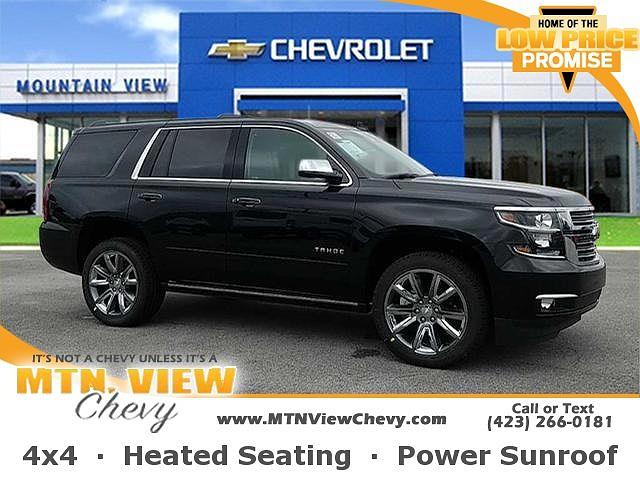 HOME OF THE
LOW PRICE
PROMISE
CHEVROLET
MOUNTAIN VIEW
TAHOE
IT'S NOT A CHEVY UNLESS IT'S A
MTN. VIEW
Chevy
www.MTNViewChevy.com
Call or Text
(423) 266-0181
4x4 · Heated Seating · Power Sunroof